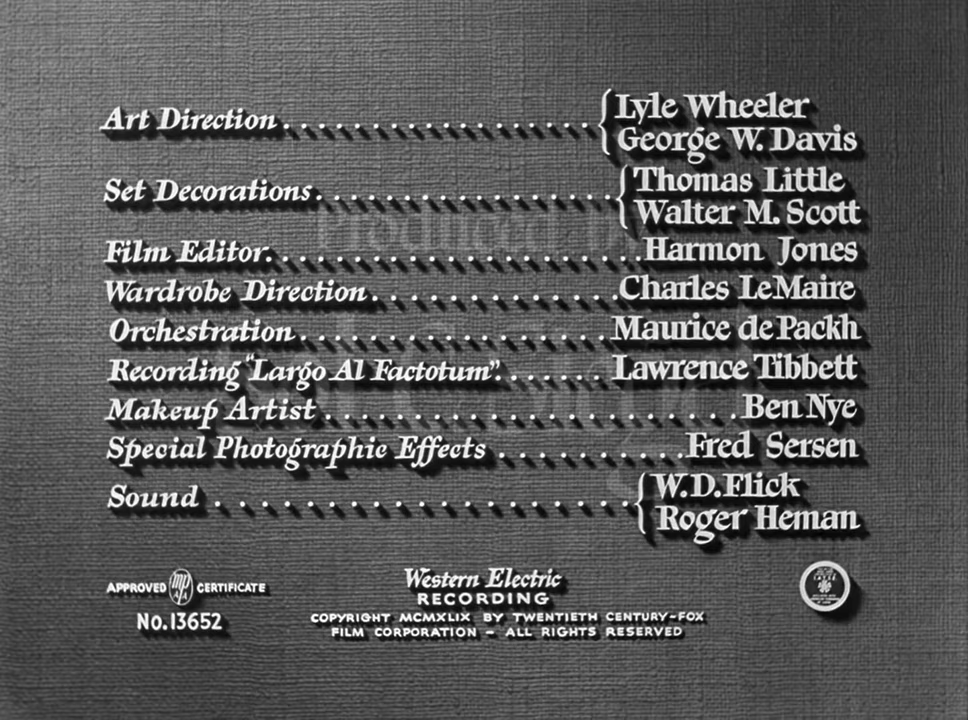 Art Direction . . . . . . . . . . . . . . . . . . . . . { Lyle Wheeler
George W. Davis
Set Decorations . . . . . . . . . . . . . . . . . . . . . { Thomas Little
Walter M. Scott
Film Editor . . . . . . . . . . . . . . . . . . . . . . . . . Harmon Jones
Wardrobe Direction . . . . . . . . . . . . . . . . . Charles LeMaire
Orchestration . . . . . . . . . . . . . . . . . . . . . Maurice de Packh
Recording "Largo Al Factotum" . . . . . . . Lawrence Tibbett
Makeup Artist . . . . . . . . . . . . . . . . . . . . . . . . . . . Ben Nye
Special Photographic Effects . . . . . . . . . . . . Fred Sersen
Sound . . . . . . . . . . . . . . . . . . . . . . . . . . . . { W.D.Flick
Roger Heman
APPROVED MPAA CERTIFICATE
No. 13652
Western Electric
RECORDING
COPYRIGHT MCMXLIX BY TWENTIETH CENTURY-FOX
FILM CORPORATION - ALL RIGHTS RESERVED
IATSE